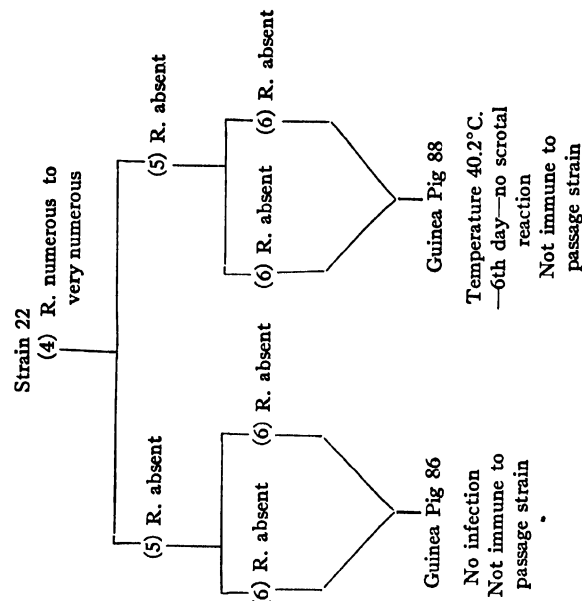 Strain 22
(4) R. numerous to
very numerous
(5) R. absent
(5) R. absent
(6) R. absent
(6) R. absent
(6) R. absent
(6) R. absent
Guinea Pig 86
No infection
Not immune to
passage strain
Guinea Pig 88
Temperature 40.2°C.
—6th day—no scrotal
reaction
Not immune to
passage strain